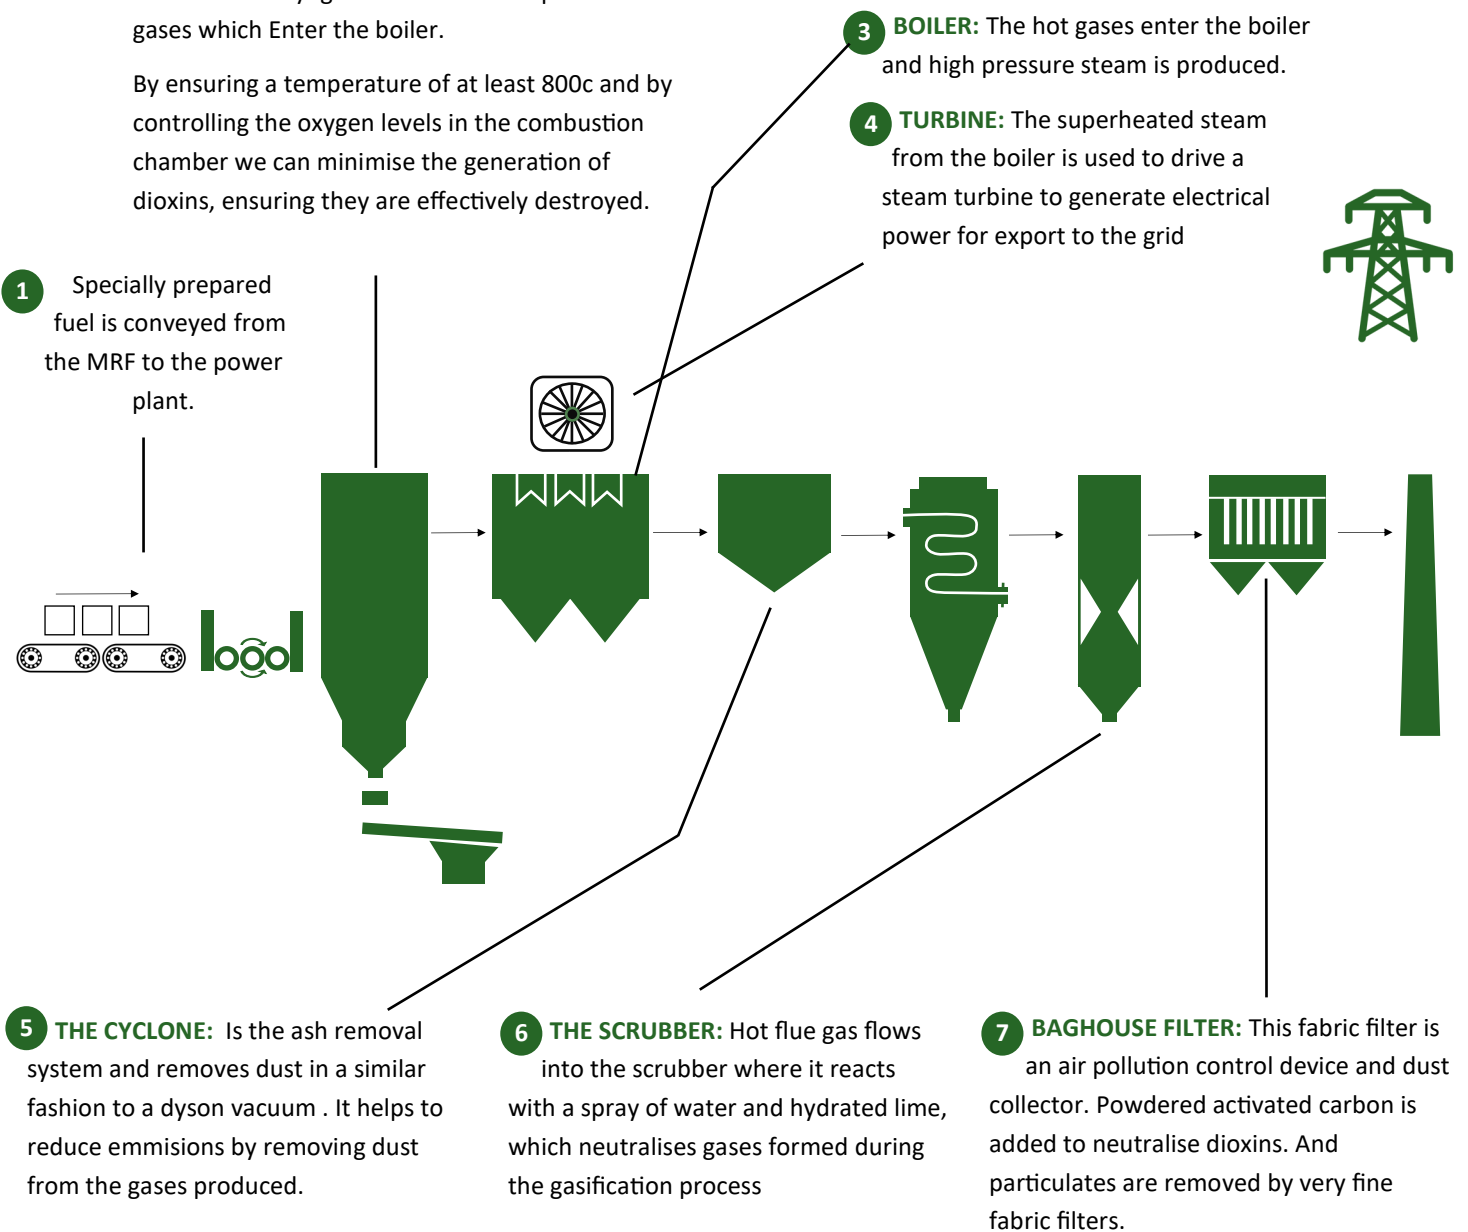 gases which Enter the boiler.
By ensuring a temperature of at least 800c and by
controlling the oxygen levels in the combustion
chamber we can minimise the generation of
dioxins, ensuring they are effectively destroyed.
1 Specially prepared
fuel is conveyed from
the MRF to the power
plant.
3 BOILER: The hot gases enter the boiler
and high pressure steam is produced.
4 TURBINE: The superheated steam
from the boiler is used to drive a
steam turbine to generate electrical
power for export to the grid
5 THE CYCLONE: Is the ash removal
system and removes dust in a similar
fashion to a dyson vacuum . It helps to
reduce emmisions by removing dust
from the gases produced.
6 THE SCRUBBER: Hot flue gas flows
into the scrubber where it reacts
with a spray of water and hydrated lime,
which neutralises gases formed during
the gasification process
7 BAGHOUSE FILTER: This fabric filter is
an air pollution control device and dust
collector. Powdered activated carbon is
added to neutralise dioxins. And
particulates are removed by very fine
fabric filters.